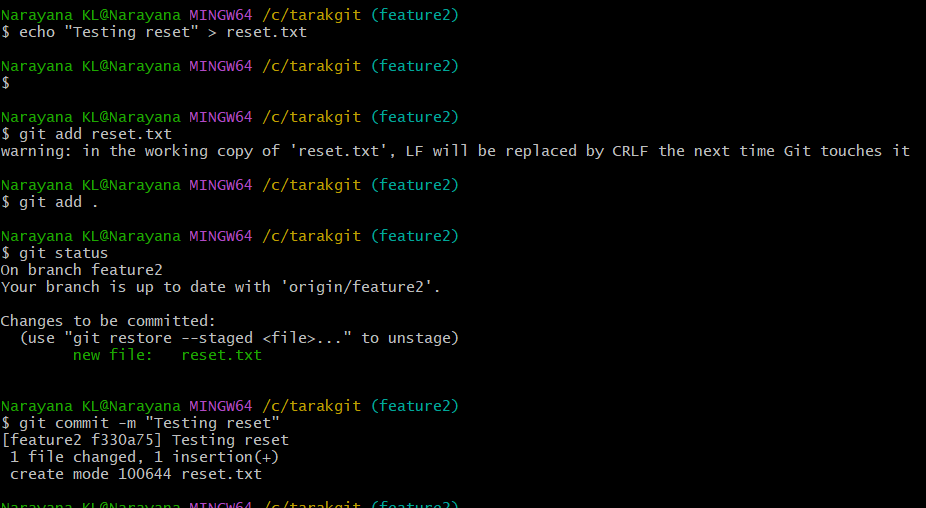 Narayana KL@Narayana MINGW64 /c/tarakgit (feature2)
$ echo "Testing reset" > reset.txt
Narayana KL@Narayana MINGW64 /c/tarakgit (feature2)
$
Narayana KL@Narayana MINGW64 /c/tarakgit (feature2)
$ git add reset.txt
warning: in the working copy of 'reset.txt', LF will be replaced by CRLF the next time Git touches it
Narayana KL@Narayana MINGW64 /c/tarakgit (feature2)
$ git add .
Narayana KL@Narayana MINGW64 /c/tarakgit (feature2)
$ git status
On branch feature2
Your branch is up to date with 'origin/feature2'.
Changes to be committed:
  (use "git restore --staged <file>..." to unstage)
        new file:   reset.txt
Narayana KL@Narayana MINGW64 /c/tarakgit (feature2)
$ git commit -m "Testing reset"
[feature2 f330a75] Testing reset
 1 file changed, 1 insertion(+)
 create mode 100644 reset.txt
Narayana KL@Narayana MINGW64 /c/tarakgit (feature2)